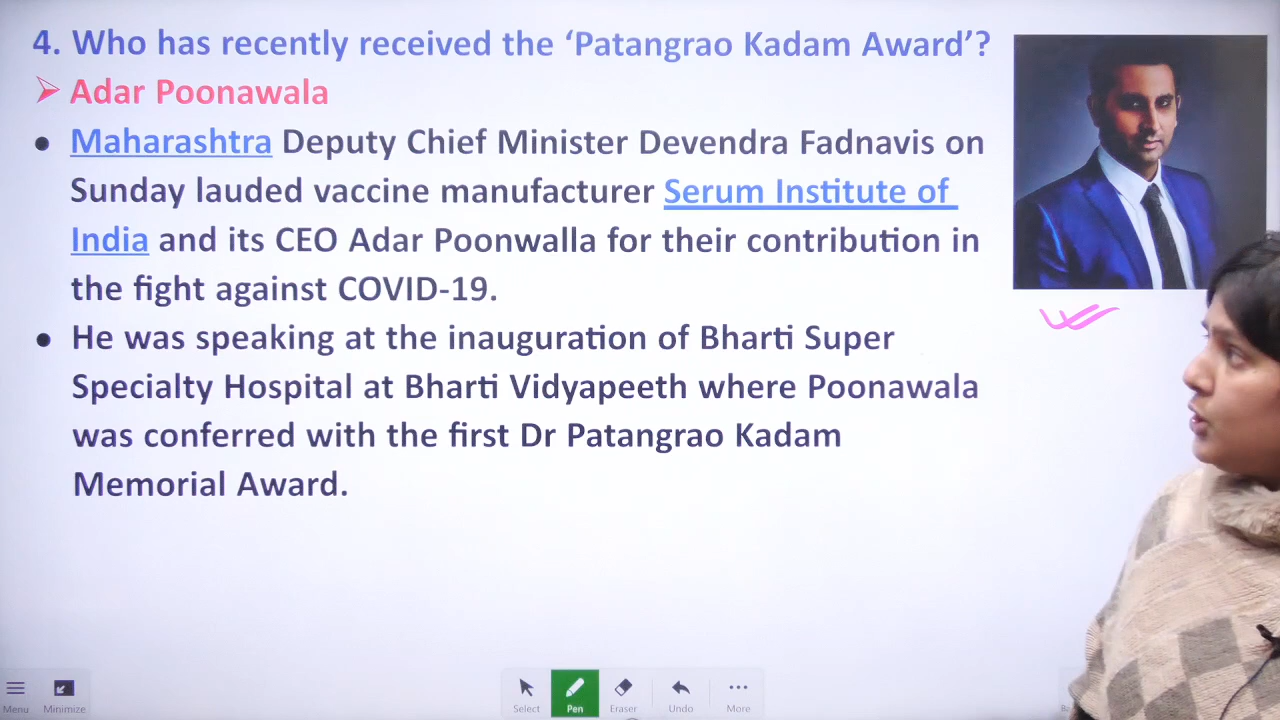 4. Who has recently received the ‘Patangrao Kadam Award’?
➢ Adar Poonawala
• Maharashtra Deputy Chief Minister Devendra Fadnavis on
Sunday lauded vaccine manufacturer Serum Institute of
India and its CEO Adar Poonwalla for their contribution in
the fight against COVID-19.
• He was speaking at the inauguration of Bharti Super
Specialty Hospital at Bharti Vidyapeeth where Poonawala
was conferred with the first Dr Patangrao Kadam
Memorial Award.
Menu Minimize Select Pen Eraser Undo More